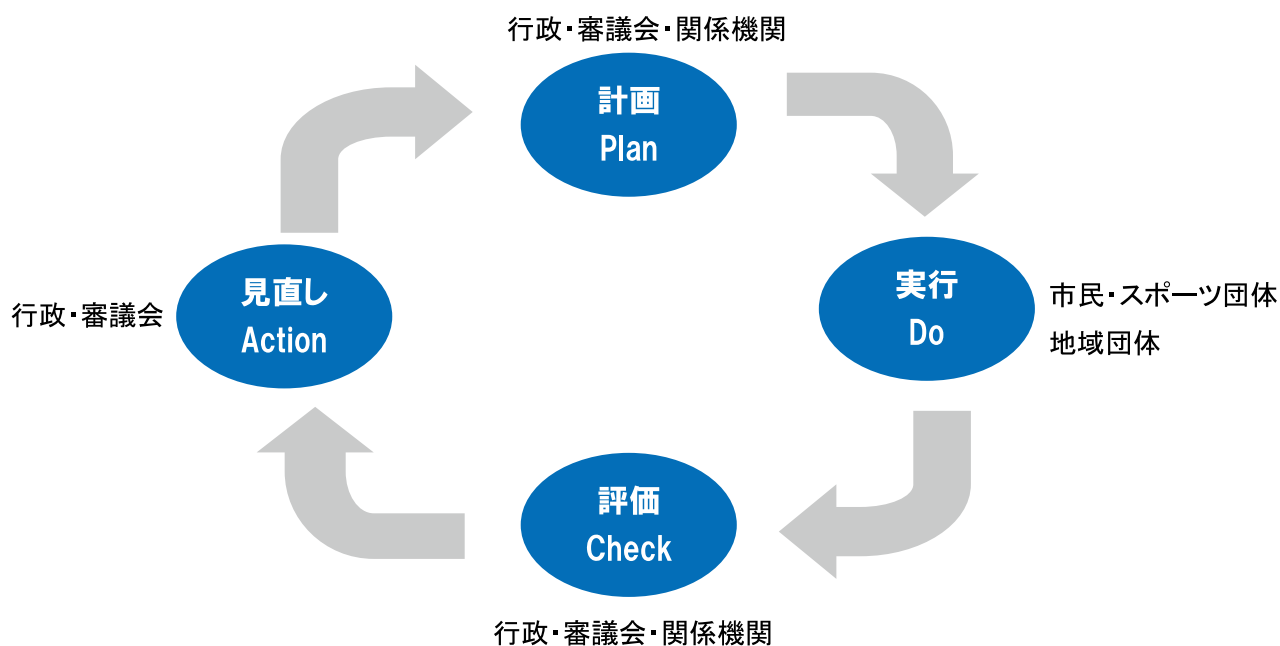 行政・審議会・関係機関
計画
Plan
実行
Do
市民・スポーツ団体
地域団体
見直し
Action
行政・審議会
評価
Check
行政・審議会・関係機関